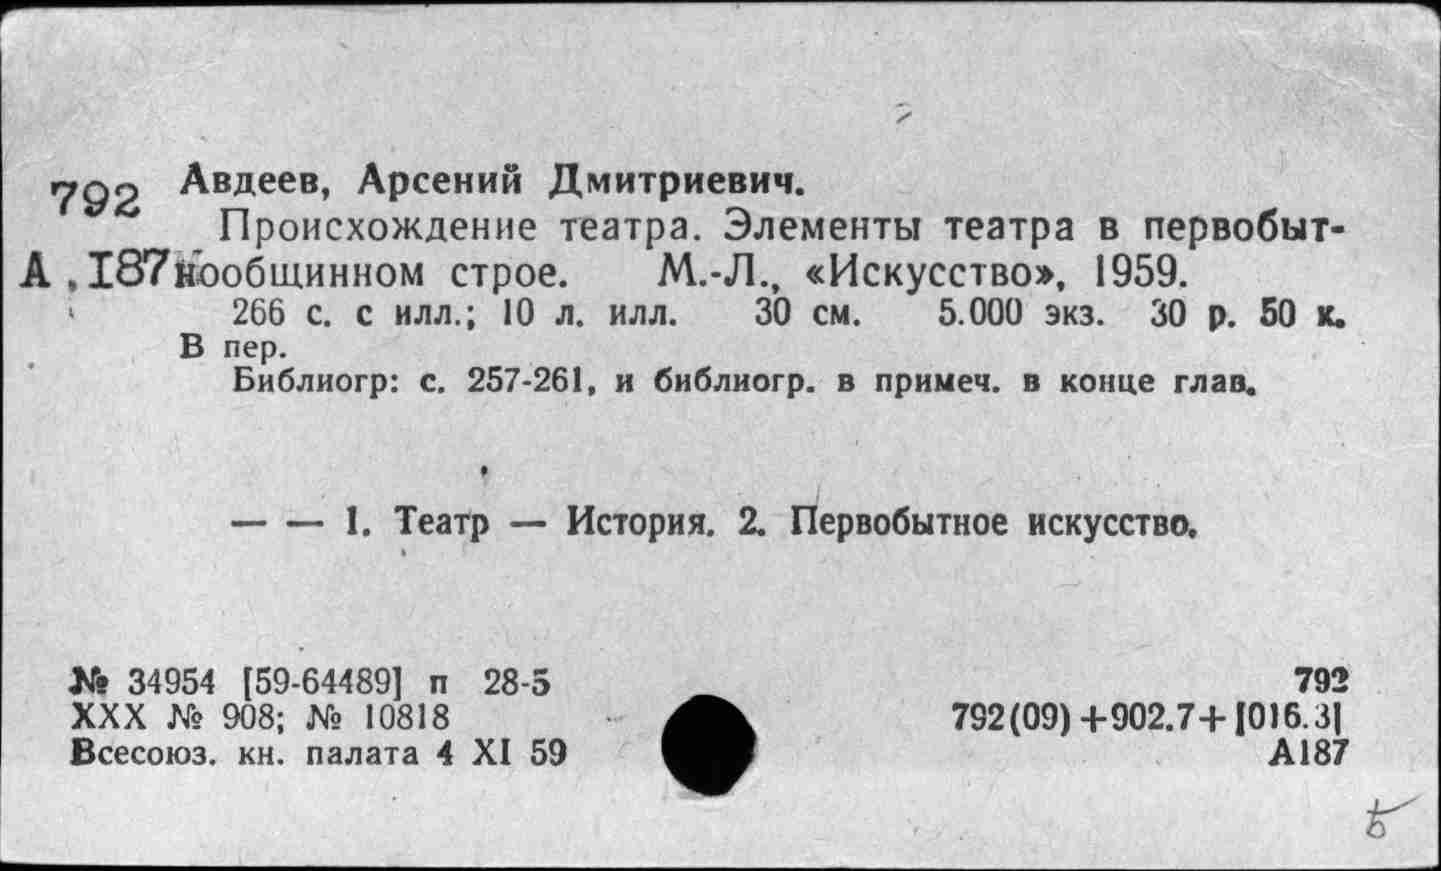 792 Авдеев, Арсений Дмитриевич.
Происхождение театра. Элементы театра в первобыт-
А.187 нообщинном строе. М.-Л., «Искусство», 1959.
266 с. с илл.; 10 л. илл. 30 см. 5.000 экз. 30 р. 50 к.
В пер.
Библиогр: с. 257-261, и библиогр. в примеч. в конце глав.
— — 1. Театр — История. 2. Первобытное искусство.
№ 34954 [59-64489] п 28-5
792
XXX № 908; № 10818
792(09)+902.7+[016.3]
Всесоюз. кн. палата 4 XI 59
А187